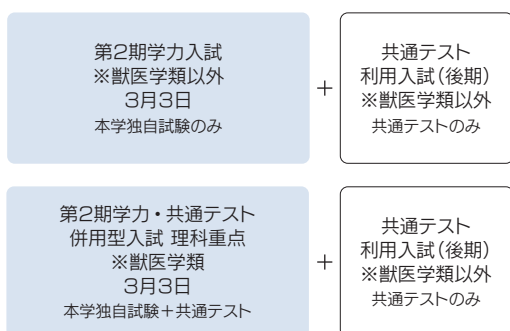 第2期学力入試
※獣医学類以外
3月3日
本学独自試験のみ
+
共通テスト
利用入試(後期)
※獣医学類以外
共通テストのみ
第2期学力・共通テスト
併用型入試 理科重点
※獣医学類
3月3日
本学独自試験+共通テスト
+
共通テスト
利用入試(後期)
※獣医学類以外
共通テストのみ